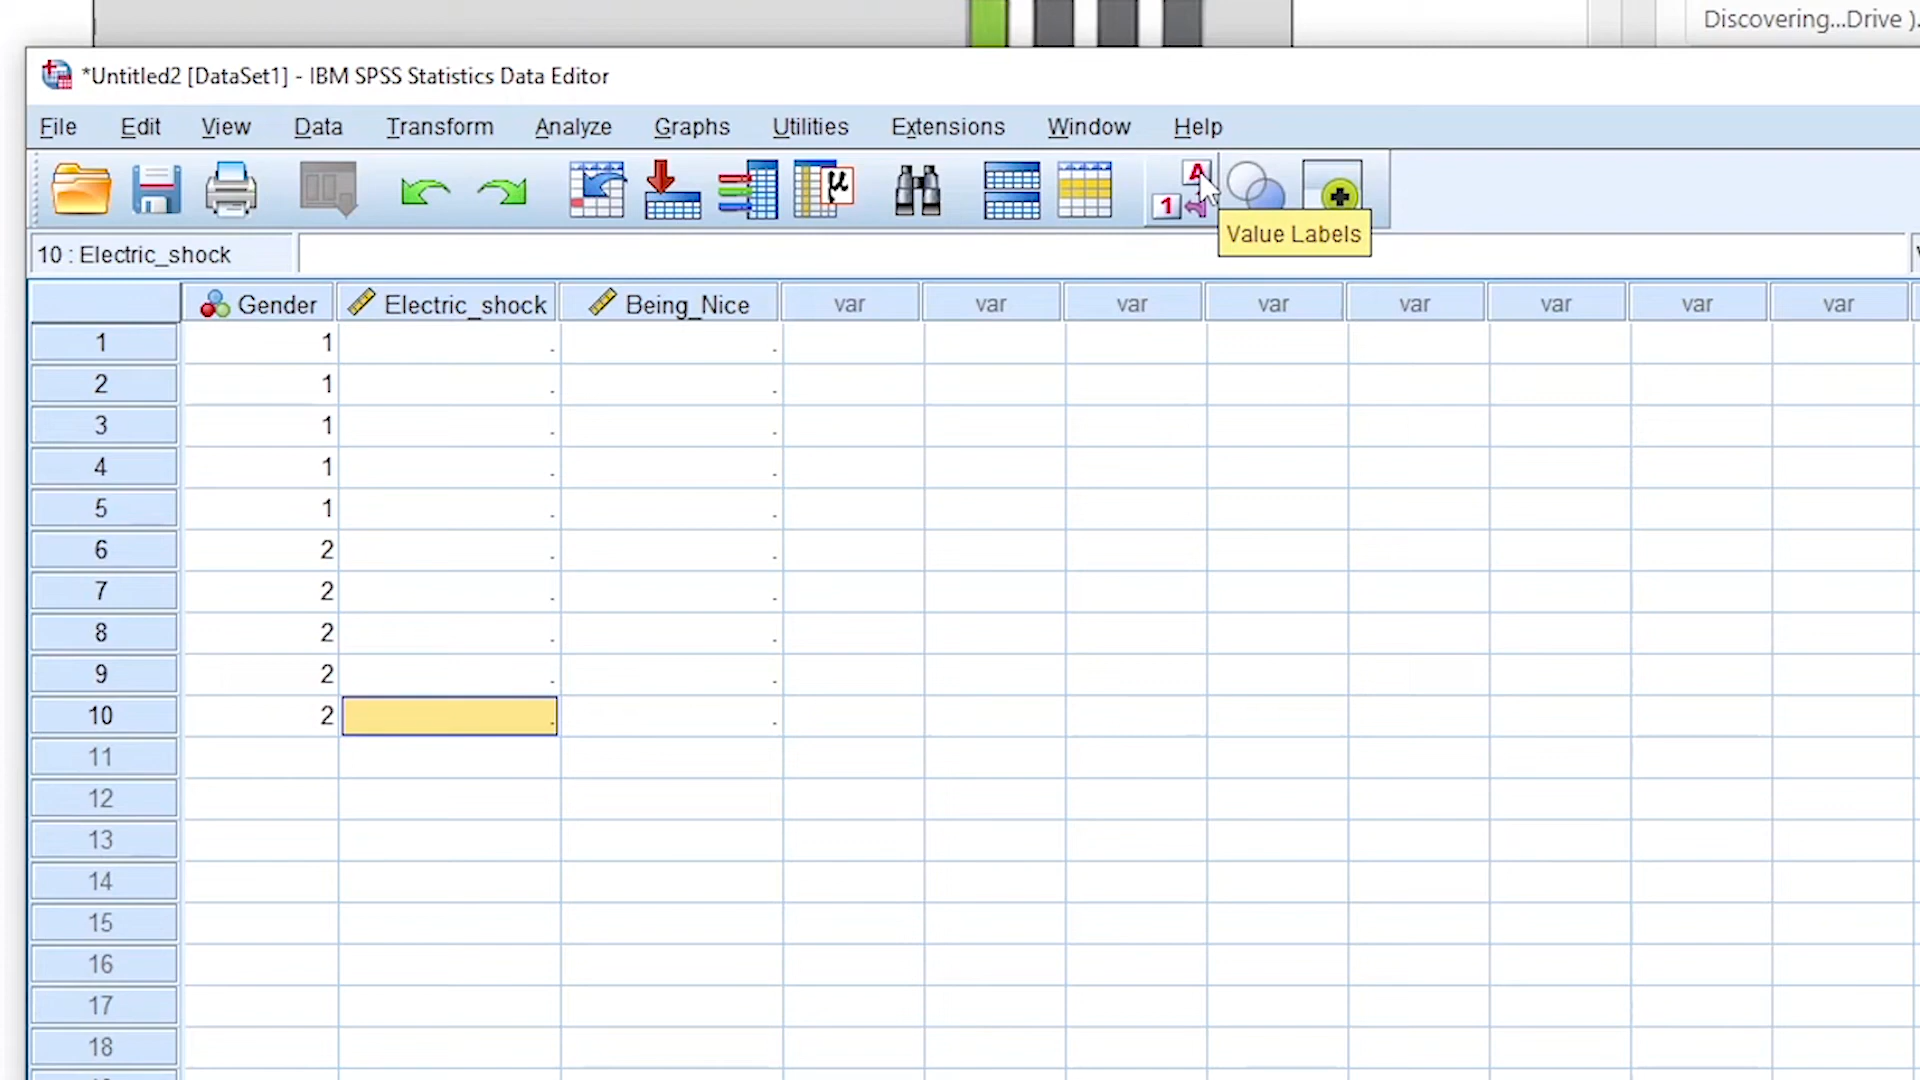 Discovering...Drive ).
*Untitled2 [DataSet1] - IBM SPSS Statistics Data Editor
File Edit View Data Transform Analyze Graphs Utilities Extensions Window Help
A
1
μ
Value Labels
10 : Electric_shock
Gender Electric_shock Being_Nice var var var var var var var var
1 1 . .
2 1 . .
3 1 . .
4 1 . .
5 1 . .
6 2 . .
7 2 . .
8 2 . .
9 2 . .
10 2 . .
11
12
13
14
15
16
17
18